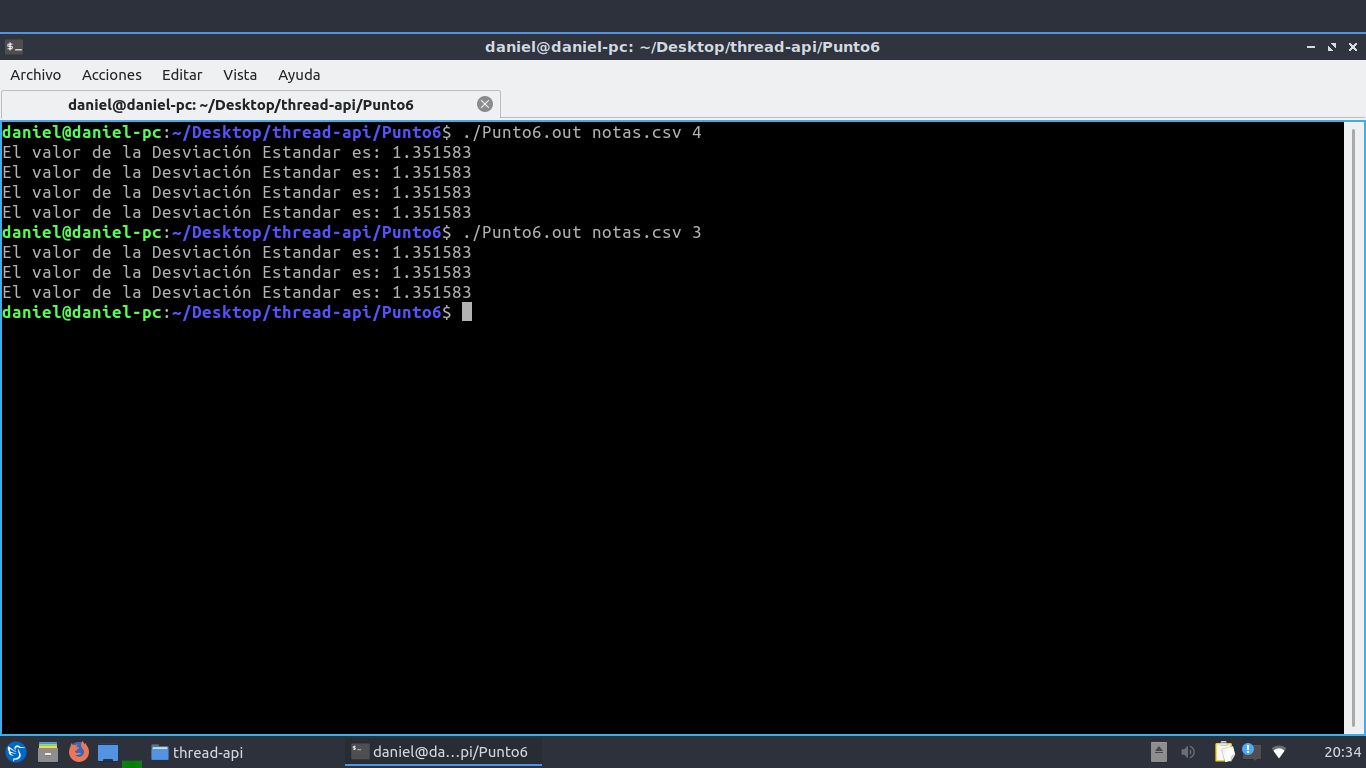 daniel@daniel-pc: ~/Desktop/thread-api/Punto6
Archivo Acciones Editar Vista Ayuda
daniel@daniel-pc: ~/Desktop/thread-api/Punto6
daniel@daniel-pc:~/Desktop/thread-api/Punto6$ ./Punto6.out notas.csv 4
El valor de la Desviación Estandar es: 1.351583
El valor de la Desviación Estandar es: 1.351583
El valor de la Desviación Estandar es: 1.351583
El valor de la Desviación Estandar es: 1.351583
daniel@daniel-pc:~/Desktop/thread-api/Punto6$ ./Punto6.out notas.csv 3
El valor de la Desviación Estandar es: 1.351583
El valor de la Desviación Estandar es: 1.351583
El valor de la Desviación Estandar es: 1.351583
daniel@daniel-pc:~/Desktop/thread-api/Punto6$
thread-api daniel@da...pi/Punto6 20:34